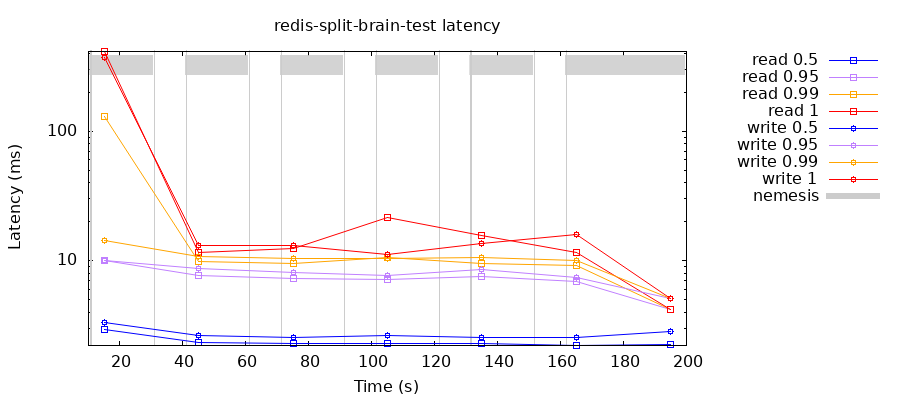 redis-split-brain-test latency
Latency (ms)
100
10
20 40 60 80 100 120 140 160 180 200
Time (s)
read 0.5
read 0.95
read 0.99
read 1
write 0.5
write 0.95
write 0.99
write 1
nemesis